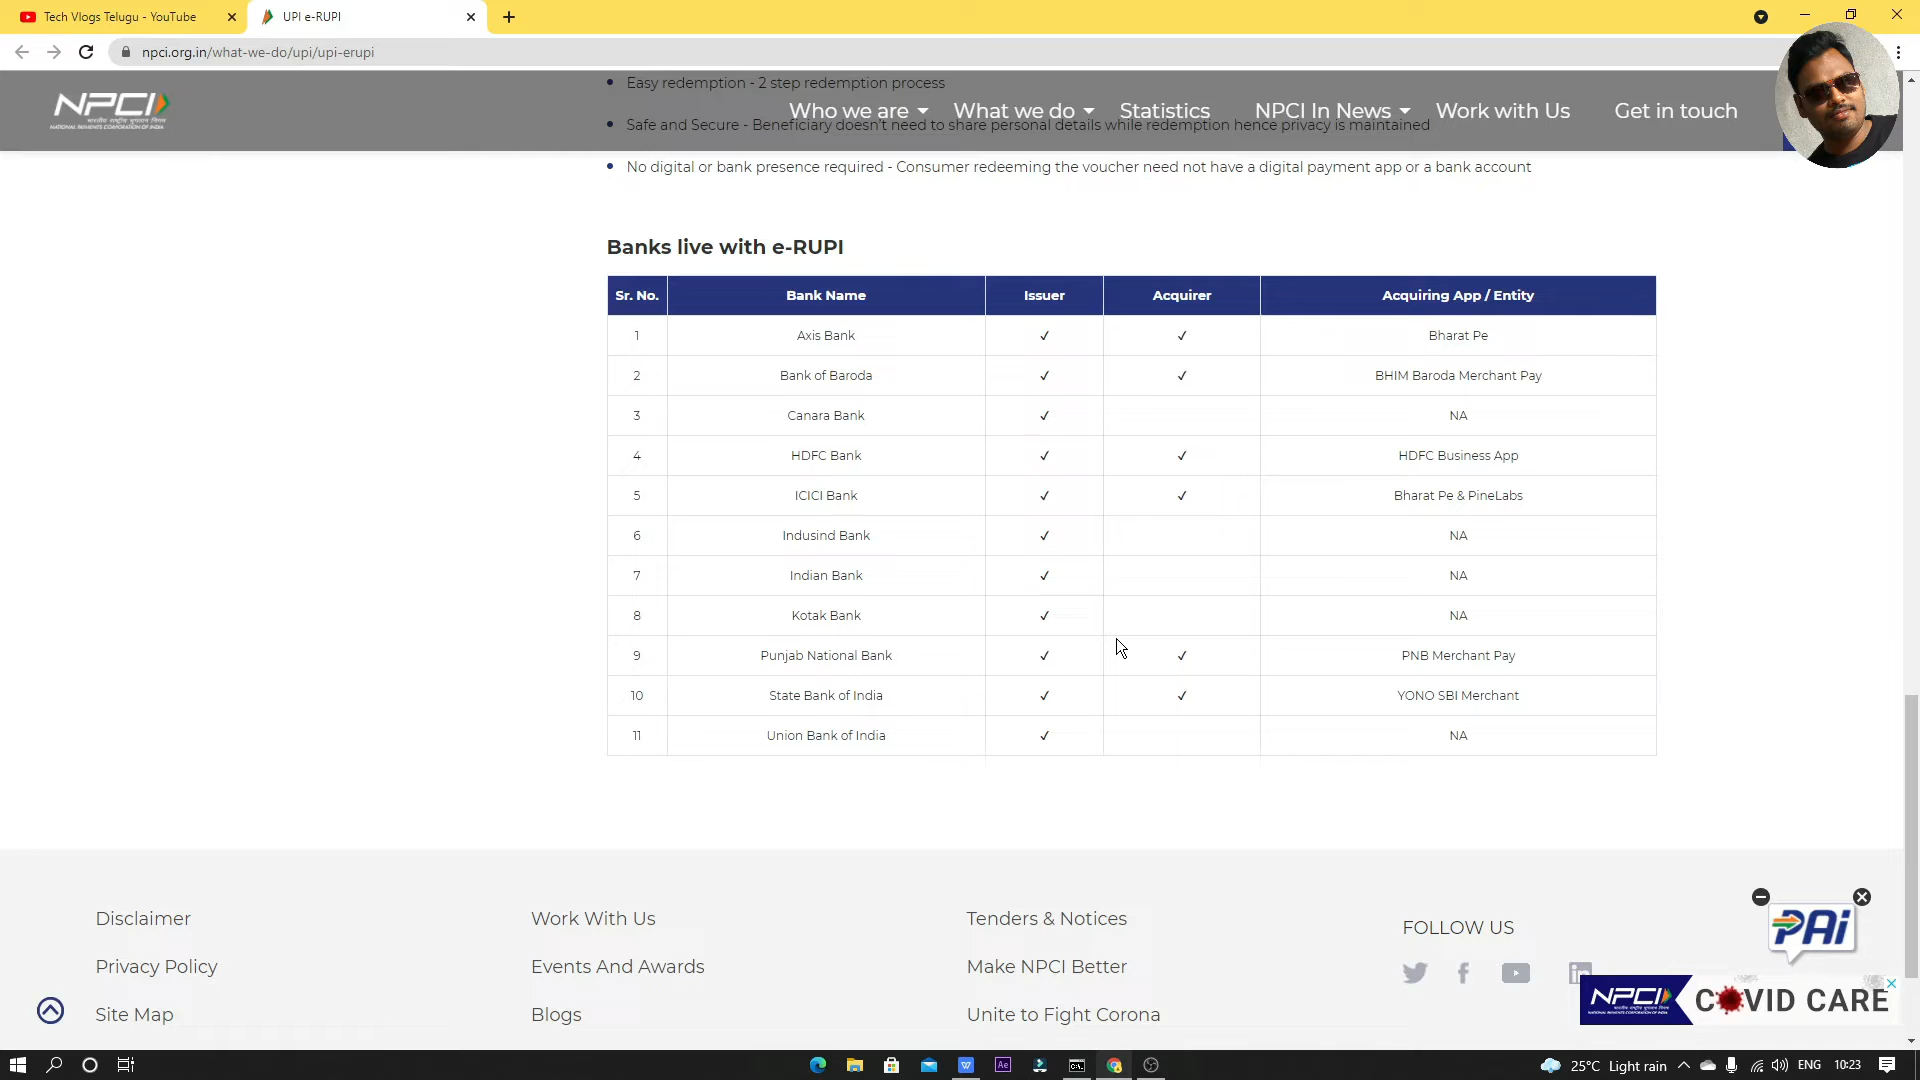 Tech Vlogs Telugu - YouTube
UPI e-RUPI
npci.org.in/what-we-do/upi/upi-erupi
Easy redemption - 2 step redemption process
NPCI
NATIONAL PAYMENTS CORPORATION OF INDIA
Who we are
What we do
Statistics
NPCI In News
Work with Us
Get in touch
Safe and Secure - Beneficiary doesn't need to share personal details while redemption hence privacy is maintained
No digital or bank presence required - Consumer redeeming the voucher need not have a digital payment app or a bank account
Banks live with e-RUPI
Sr. No. Bank Name Issuer Acquirer Acquiring App / Entity
1 Axis Bank ✓ ✓ Bharat Pe
2 Bank of Baroda ✓ ✓ BHIM Baroda Merchant Pay
3 Canara Bank ✓ NA
4 HDFC Bank ✓ ✓ HDFC Business App
5 ICICI Bank ✓ ✓ Bharat Pe & PineLabs
6 Indusind Bank ✓ NA
7 Indian Bank ✓ NA
8 Kotak Bank ✓ NA
9 Punjab National Bank ✓ ✓ PNB Merchant Pay
10 State Bank of India ✓ ✓ YONO SBI Merchant
11 Union Bank of India ✓ NA
Disclaimer
Privacy Policy
Site Map
Work With Us
Events And Awards
Blogs
Tenders & Notices
Make NPCI Better
Unite to Fight Corona
FOLLOW US
PAi
NPCI COVID CARE
25°C Light rain
ENG
10:23